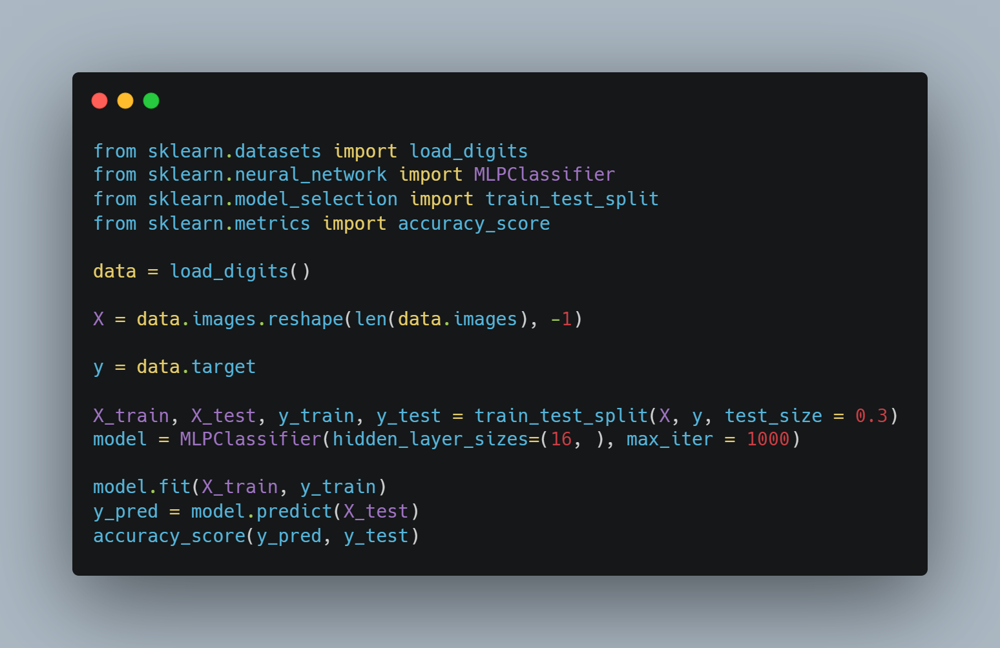 from sklearn.datasets import load_digits
from sklearn.neural_network import MLPClassifier
from sklearn.model_selection import train_test_split
from sklearn.metrics import accuracy_score
data = load_digits()
X = data.images.reshape(len(data.images), -1)
y = data.target
X_train, X_test, y_train, y_test = train_test_split(X, y, test_size = 0.3)
model = MLPClassifier(hidden_layer_sizes=(16, ), max_iter = 1000)
model.fit(X_train, y_train)
y_pred = model.predict(X_test)
accuracy_score(y_pred, y_test)